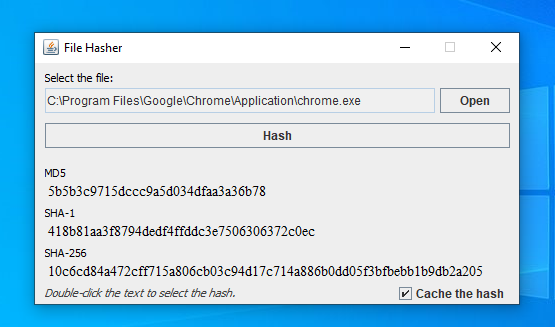 File Hasher
Select the file:
C:\Program Files\Google\Chrome\Application\chrome.exe
Open
Hash
MD5
5b5b3c9715dccc9a5d034dfaa3a36b78
SHA-1
418b81aa3f8794dedf4ffddc3e7506306372c0ec
SHA-256
10c6cd84a472cff715a806cb03c94d17c714a886b0dd05f3bfbebb1b9db2a205
Double-click the text to select the hash.
Cache the hash